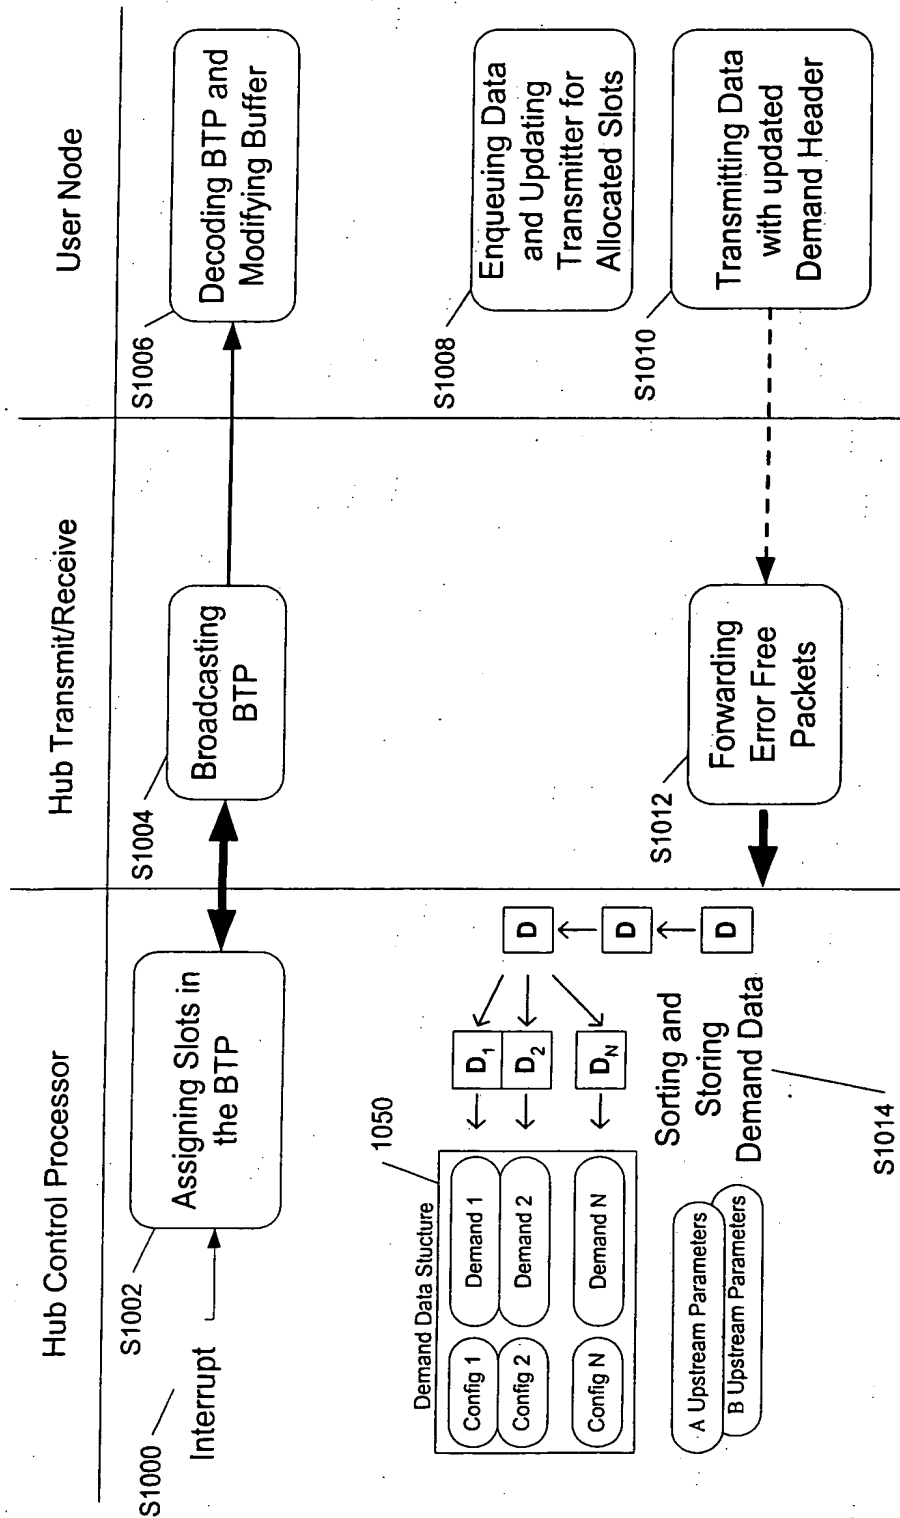 Hub Control Processor
Hub Transmit/Receive
User Node
S1000
Interrupt
S1002
Assigning Slots in
the BTP
S1004
Broadcasting
BTP
S1006
Decoding BTP and
Modifying Buffer
S1008
Enqueuing Data
and Updating
Transmitter for
Allocated Slots
S1010
Transmitting Data
with updated
Demand Header
S1012
Forwarding
Error Free
Packets
1050
Demand Data Stucture
Config 1
Demand 1
D1
Config 2
Demand 2
D2
Config N
Demand N
DN
D
D
D
Sorting and
Storing
Demand Data
S1014
A Upstream Parameters
B Upstream Parameters